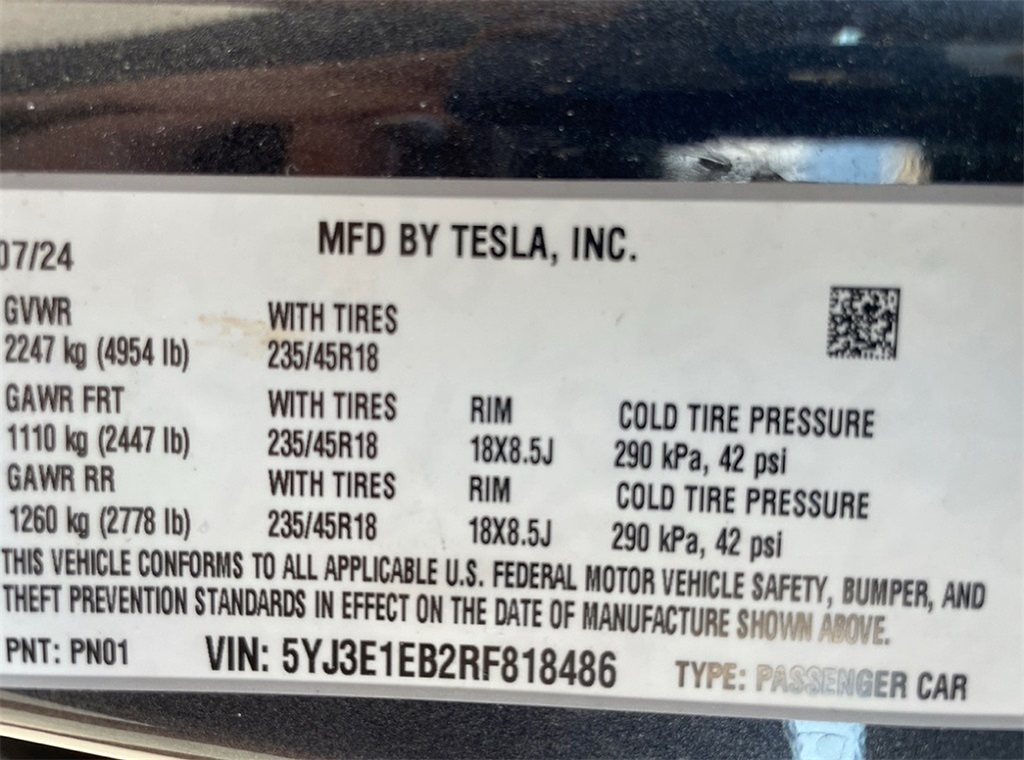 MFD BY TESLA, INC.
07/24
GVWR WITH TIRES
2247 kg (4954 lb) 235/45R18
GAWR FRT WITH TIRES RIM COLD TIRE PRESSURE
1110 kg (2447 lb) 235/45R18 18X8.5J 290 kPa, 42 psi
GAWR RR WITH TIRES RIM COLD TIRE PRESSURE
1260 kg (2778 lb) 235/45R18 18X8.5J 290 kPa, 42 psi
THIS VEHICLE CONFORMS TO ALL APPLICABLE U.S. FEDERAL MOTOR VEHICLE SAFETY, BUMPER, AND
THEFT PREVENTION STANDARDS IN EFFECT ON THE DATE OF MANUFACTURE SHOWN ABOVE.
PNT: PN01 VIN: 5YJ3E1EB2RF818486 TYPE: PASSENGER CAR